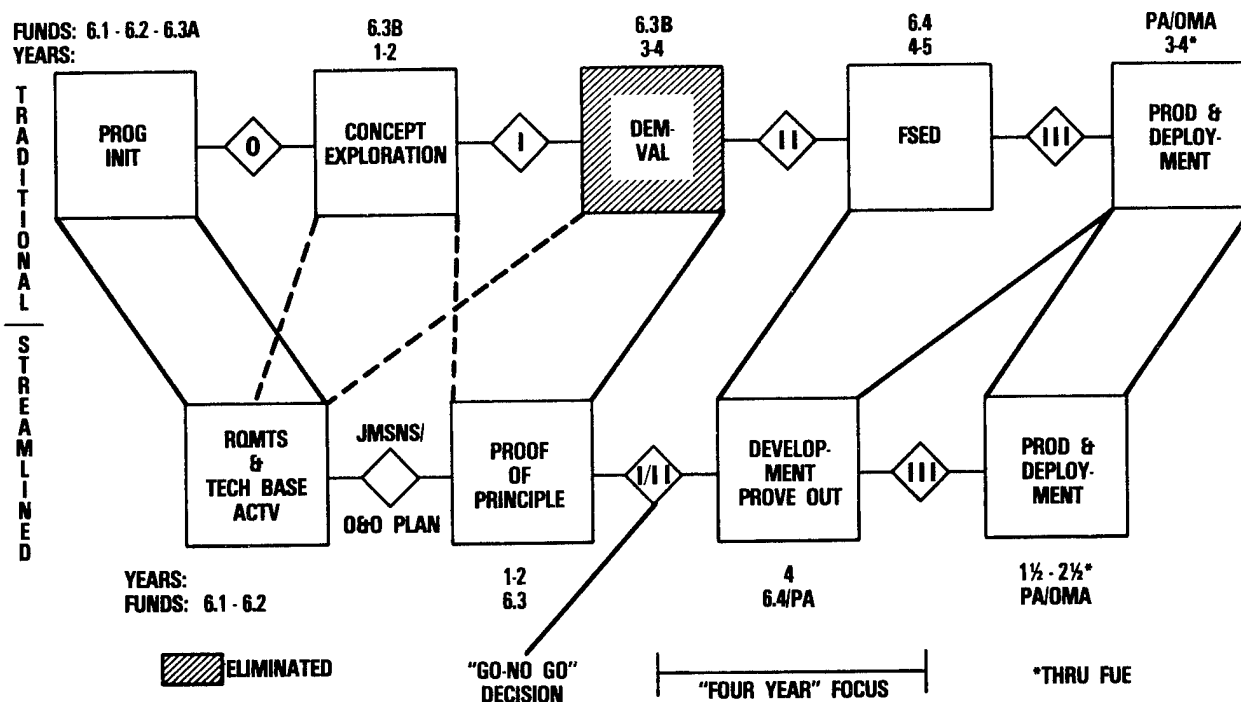 FUNDS: 6.1 - 6.2 - 6.3A
YEARS:
6.3B
1-2
6.3B
3-4
6.4
4-5
PA/OMA
3-4*
TRADITIONAL
PROG
INIT
0
CONCEPT
EXPLORATION
I
DEM-
VAL
II
FSED
III
PROD &
DEPLOY-
MENT
STREAMLINED
RQMTS
&
TECH BASE
ACTV
JMSNS/
O&O PLAN
PROOF
OF
PRINCIPLE
I/II
DEVELOP-
MENT
PROVE OUT
III
PROD &
DEPLOY-
MENT
YEARS:
FUNDS: 6.1 - 6.2
1-2
6.3
4
6.4/PA
1½ - 2½*
PA/OMA
ELIMINATED
"GO-NO GO"
DECISION
"FOUR YEAR" FOCUS
*THRU FUE